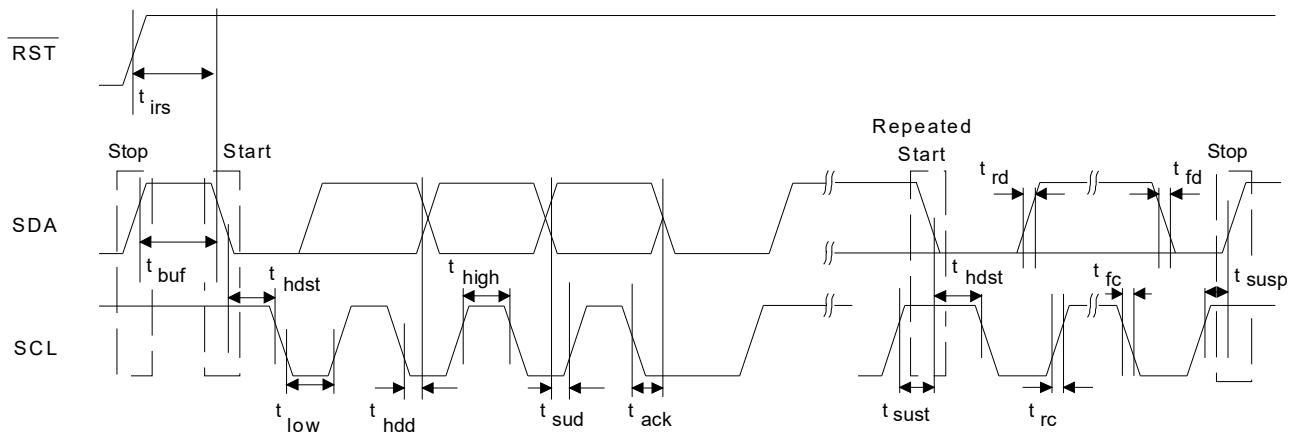 RST
t irs
Repeated
Stop
Start
Start
Stop
t rd
t fd
SDA
t buf
t hdst
t high
t hdst
t fc
t susp
SCL
t low
t hdd
t sud
t ack
t sust
t rc